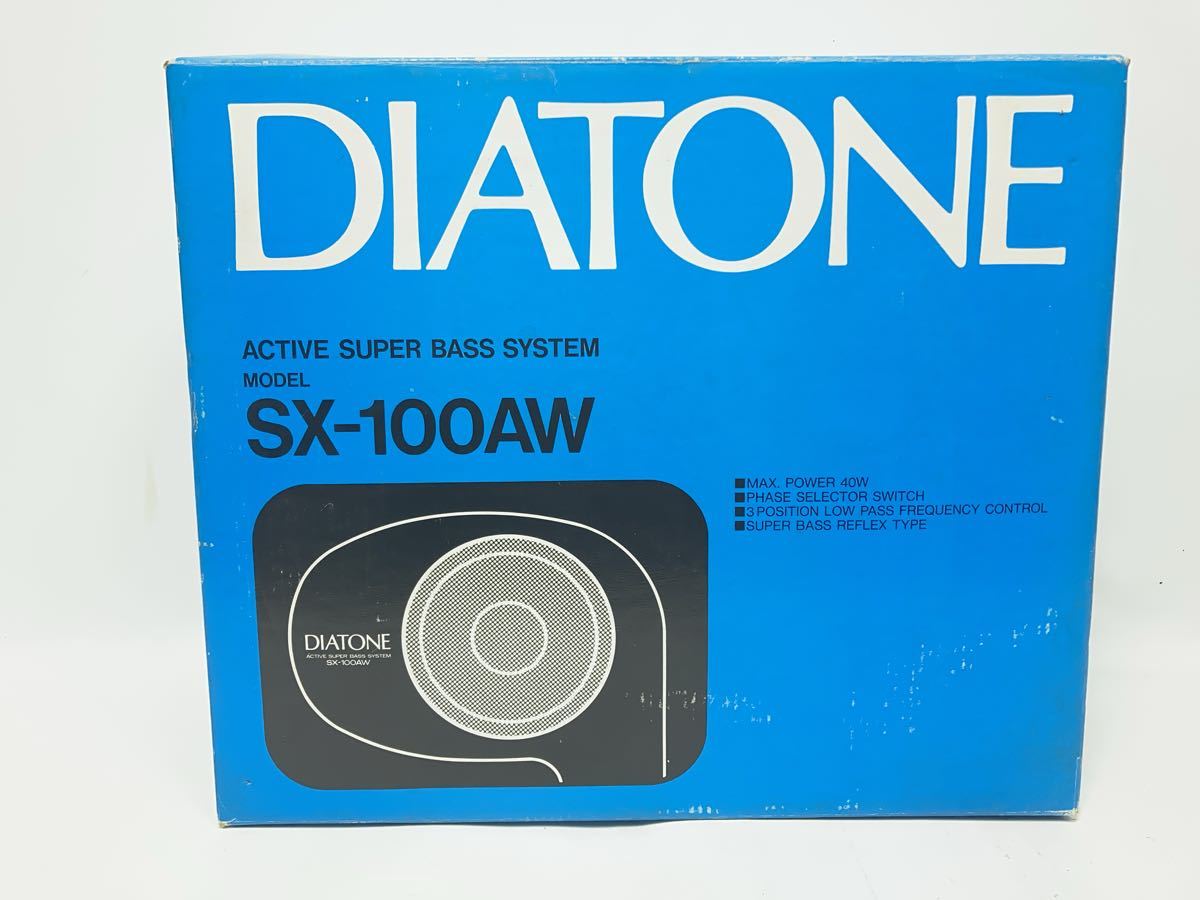 DIATONE
ACTIVE SUPER BASS SYSTEM
MODEL
SX-100AW
■MAX. POWER 40W
■PHASE SELECTOR SWITCH
■3 POSITION LOW PASS FREQUENCY CONTROL
■SUPER BASS REFLEX TYPE
DIATONE
ACTIVE SUPER BASS SYSTEM
SX-100AW